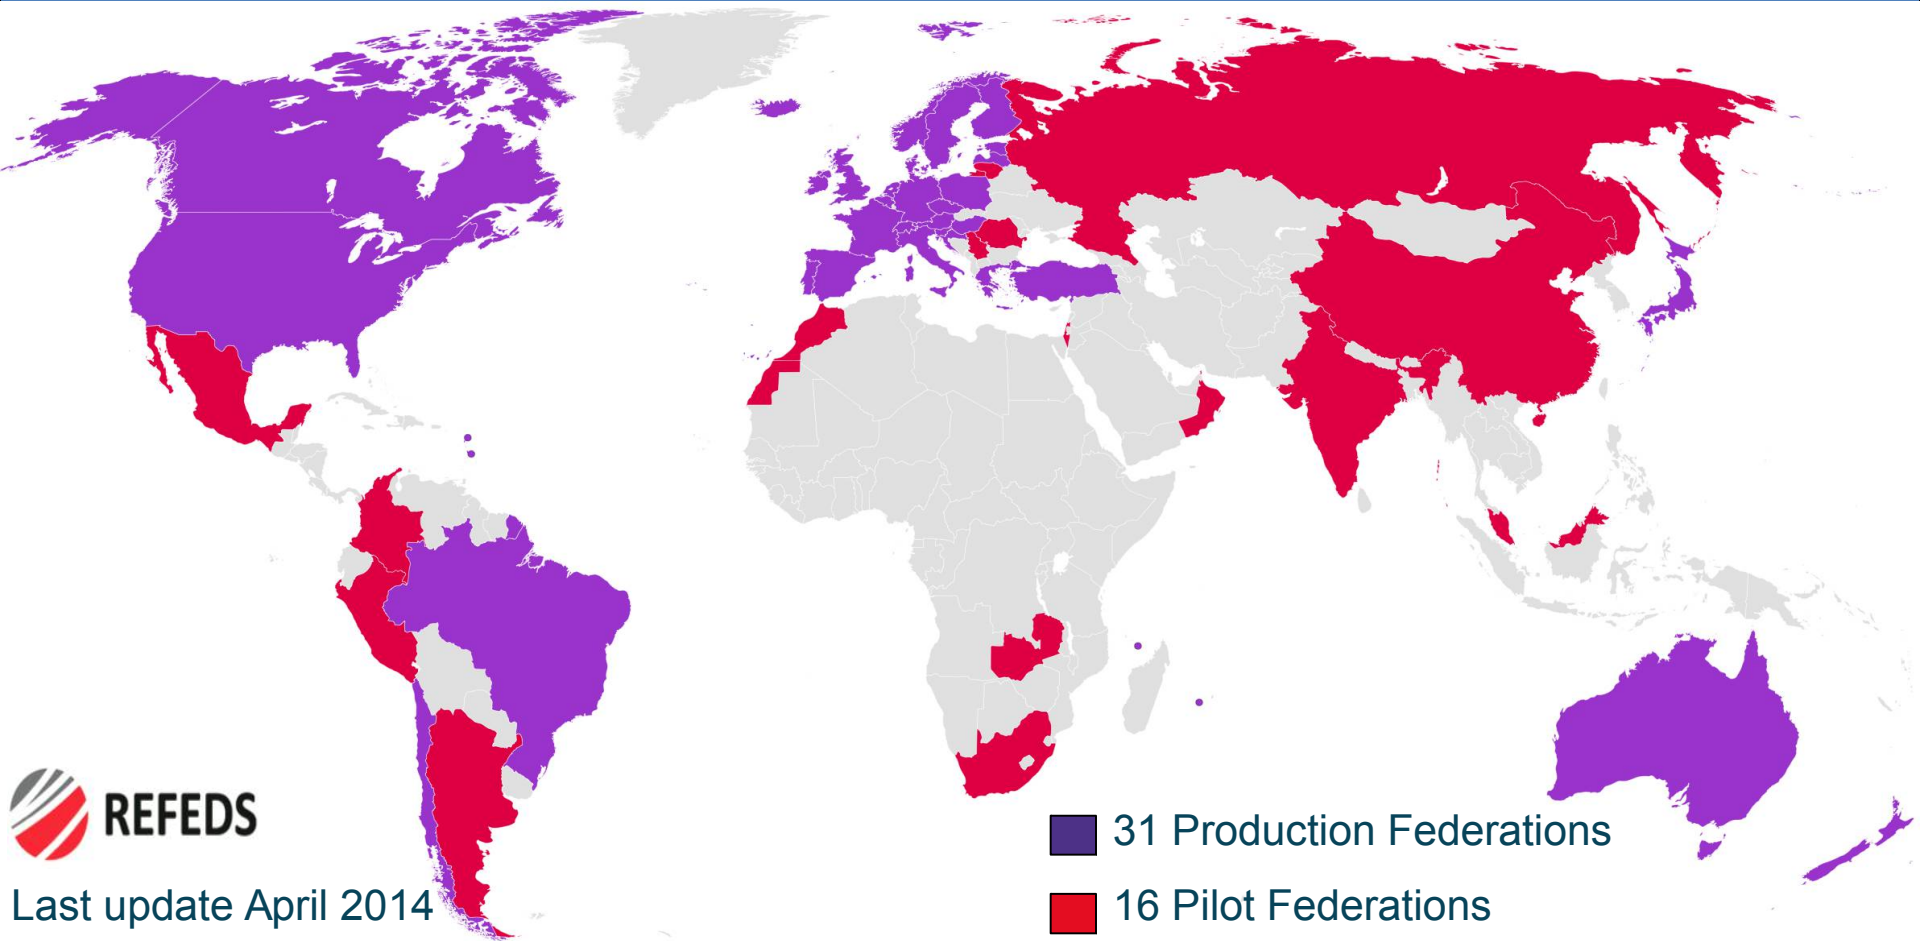 REFEDS
Last update April 2014
31 Production Federations
16 Pilot Federations